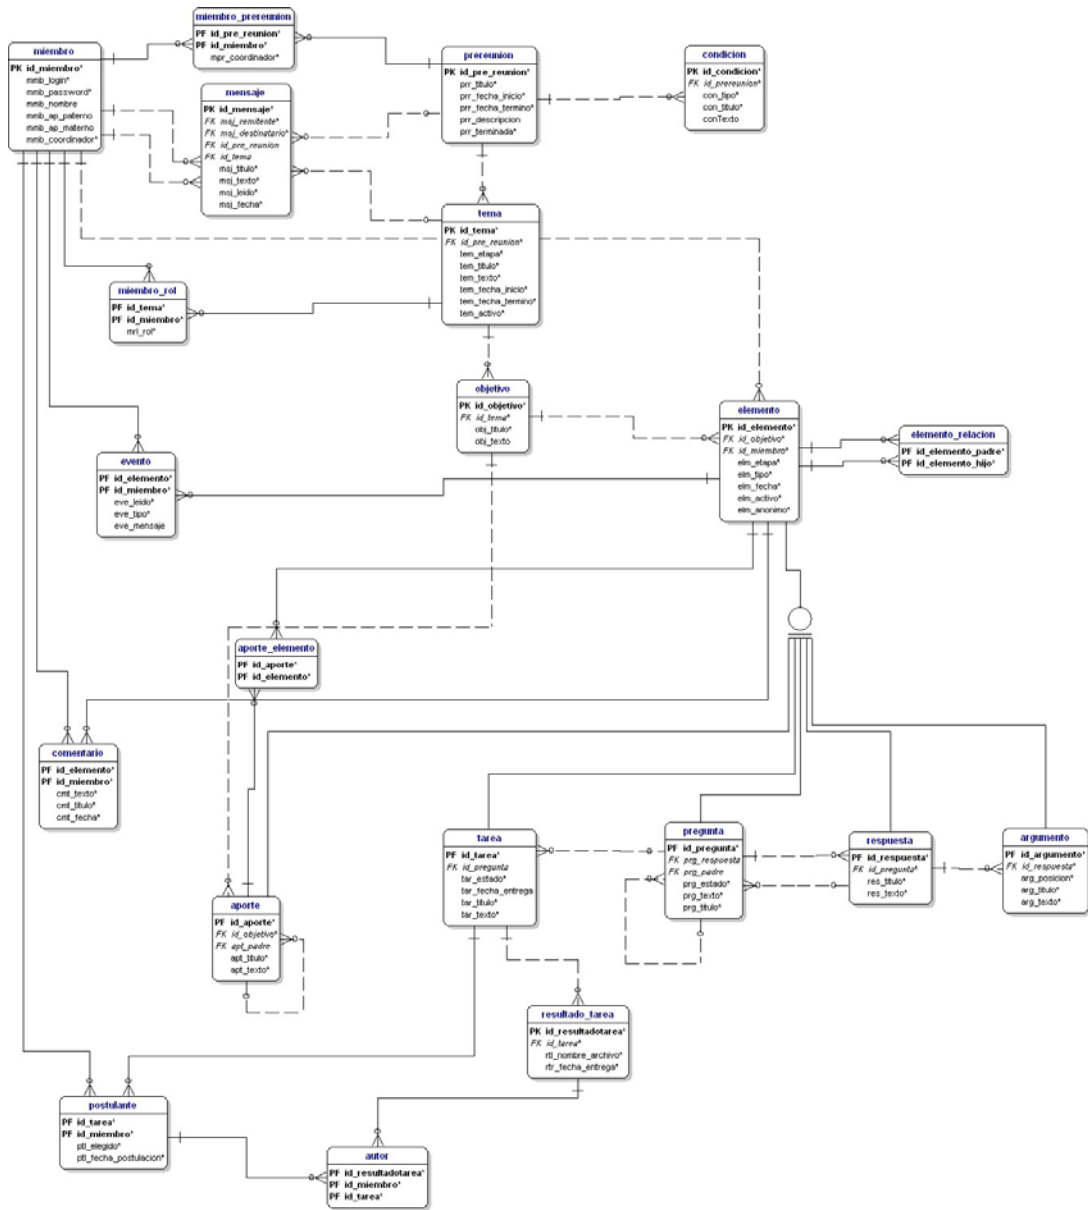 miembro_prereunion
PF id_pre_reunion*
PF id_miembro*
mpr_coordinador*
miembro
PK id_miembro*
mmb_login*
mmb_password*
mmb_nombre
mmb_ap_paterno
mmb_ap_materno
mmb_coordinador*
prereunion
PK id_pre_reunion*
prr_titulo*
prr_fecha_inicio*
prr_fecha_termino*
prr_descripcion
prr_terminada*
condicion
PK id_condicion*
FK id_prereunion*
con_tipo*
con_titulo*
conTexto
mensaje
PK id_mensaje*
FK msj_remitente*
FK msj_destinatario*
FK id_pre_reunion
FK id_tema
msj_titulo*
msj_texto*
msj_leido*
msj_fecha*
tema
PK id_tema*
FK id_pre_reunion*
tem_etapa*
tem_titulo*
tem_texto*
tem_fecha_inicio*
tem_fecha_termino*
tem_activo*
miembro_rol
PF id_tema*
PF id_miembro*
mrl_rol*
objetivo
PK id_objetivo*
FK id_tema*
obj_titulo*
obj_texto
elemento
PK id_elemento*
FK id_objetivo*
FK id_miembro*
elm_etapa*
elm_tipo*
elm_fecha*
elm_activo*
elm_anonimo*
elemento_relacion
PF id_elemento_padre*
PF id_elemento_hijo*
evento
PF id_elemento*
PF id_miembro*
eve_leido*
eve_tipo*
eve_mensaje
aporte_elemento
PF id_aporte*
PF id_elemento*
comentario
PF id_elemento*
PF id_miembro*
cmt_texto*
cmt_titulo*
cmt_fecha*
tarea
PF id_tarea*
FK id_pregunta
tar_estado*
tar_fecha_entrega
tar_titulo*
tar_texto*
pregunta
PF id_pregunta*
FK prg_respuesta
FK prg_padre
prg_estado*
prg_texto*
prg_titulo*
respuesta
PF id_respuesta*
FK id_pregunta*
res_titulo*
res_texto*
argumento
PF id_argumento*
FK id_respuesta*
arg_posicion*
arg_titulo*
arg_texto*
aporte
PF id_aporte*
FK id_objetivo*
FK apt_padre
apt_titulo*
apt_texto*
resultado_tarea
PK id_resultadotarea*
FK id_tarea*
rtl_nombre_archivo*
rtr_fecha_entrega*
postulante
PF id_tarea*
PF id_miembro*
ptl_elegido*
ptl_fecha_postulacion*
autor
PF id_resultadotarea*
PF id_miembro*
PF id_tarea*